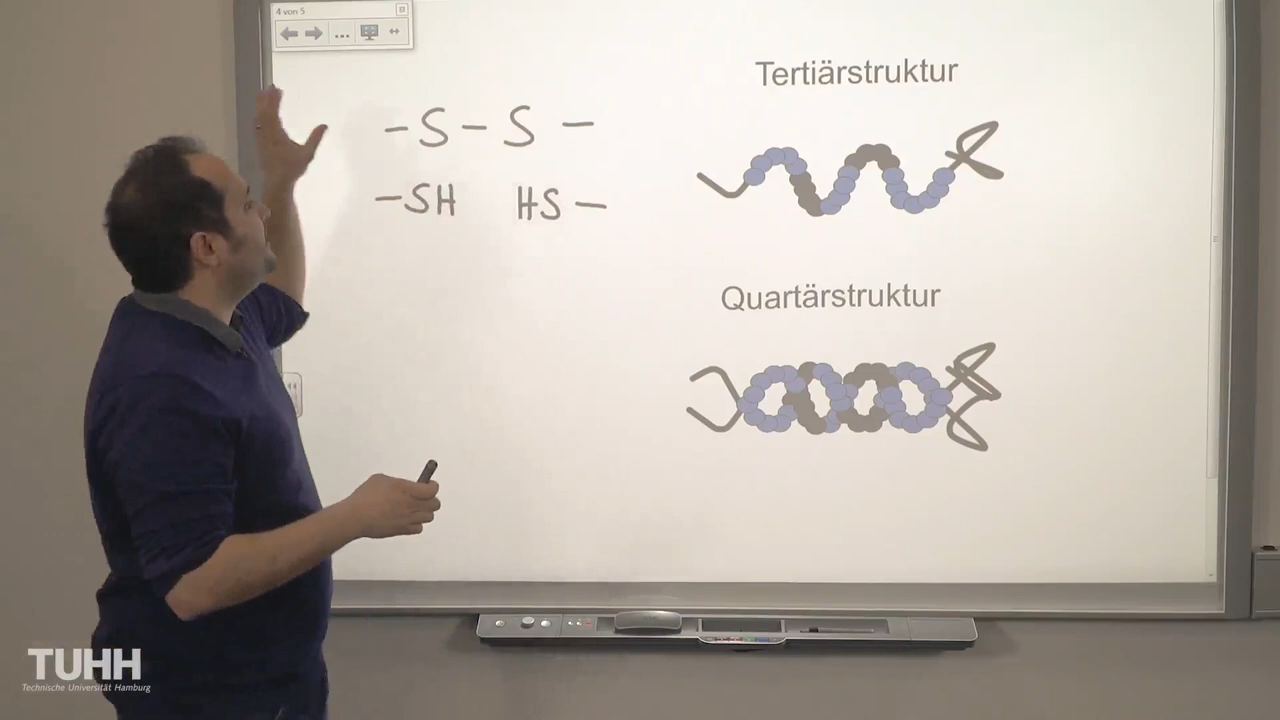 4 von 5
...
Tertiärstruktur
-S-S-
-SH HS-
Quartärstruktur
TUHH
Technische Universität Hamburg